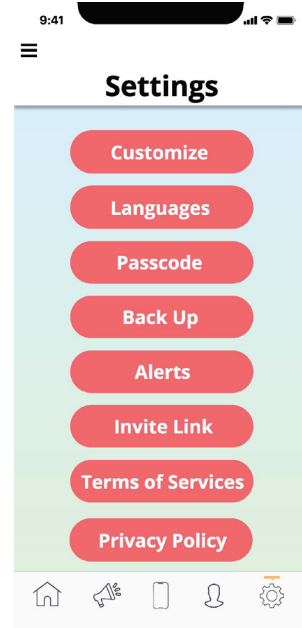 9:41
Settings
Customize
Languages
Passcode
Back Up
Alerts
Invite Link
Terms of Services
Privacy Policy